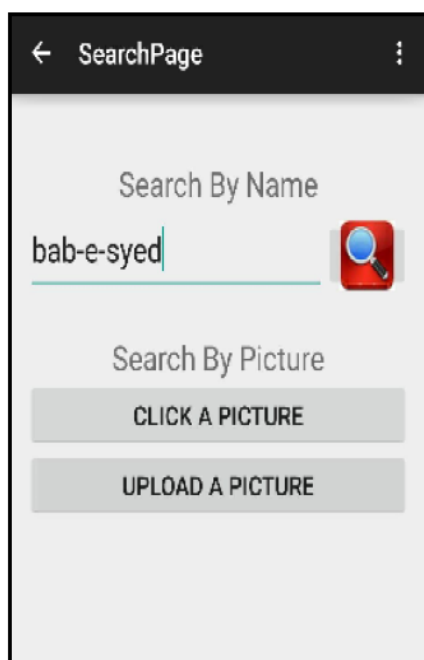 SearchPage
Search By Name
bab-e-syed
Search By Picture
CLICK A PICTURE
UPLOAD A PICTURE